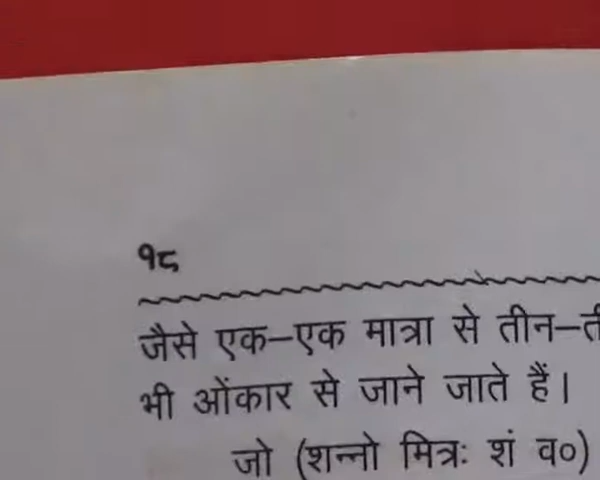 १८
जैसे एक–एक मात्रा से तीन–
भी ओंकार से जाने जाते हैं।
जो (शन्नो मित्रः शं व०)